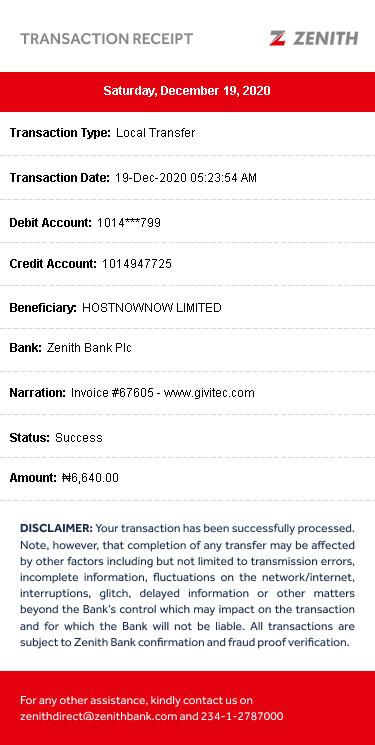 TRANSACTION RECEIPT
ZENITH
Saturday, December 19, 2020
Transaction Type: Local Transfer
Transaction Date: 19-Dec-2020 05:23:54 AM
Debit Account: 1014***799
Credit Account: 1014947725
Beneficiary: HOSTNOWNOW LIMITED
Bank: Zenith Bank Plc
Narration: Invoice #67605 - www.givitec.com
Status: Success
Amount: ₦6,640.00
DISCLAIMER: Your transaction has been successfully processed.
Note, however, that completion of any transfer may be affected
by other factors including but not limited to transmission errors,
incomplete information, fluctuations on the network/internet,
interruptions, glitch, delayed information or other matters
beyond the Bank's control which may impact on the transaction
and for which the Bank will not be liable. All transactions are
subject to Zenith Bank confirmation and fraud proof verification.
For any other assistance, kindly contact us on
zenithdirect@zenithbank.com and 234-1-2787000